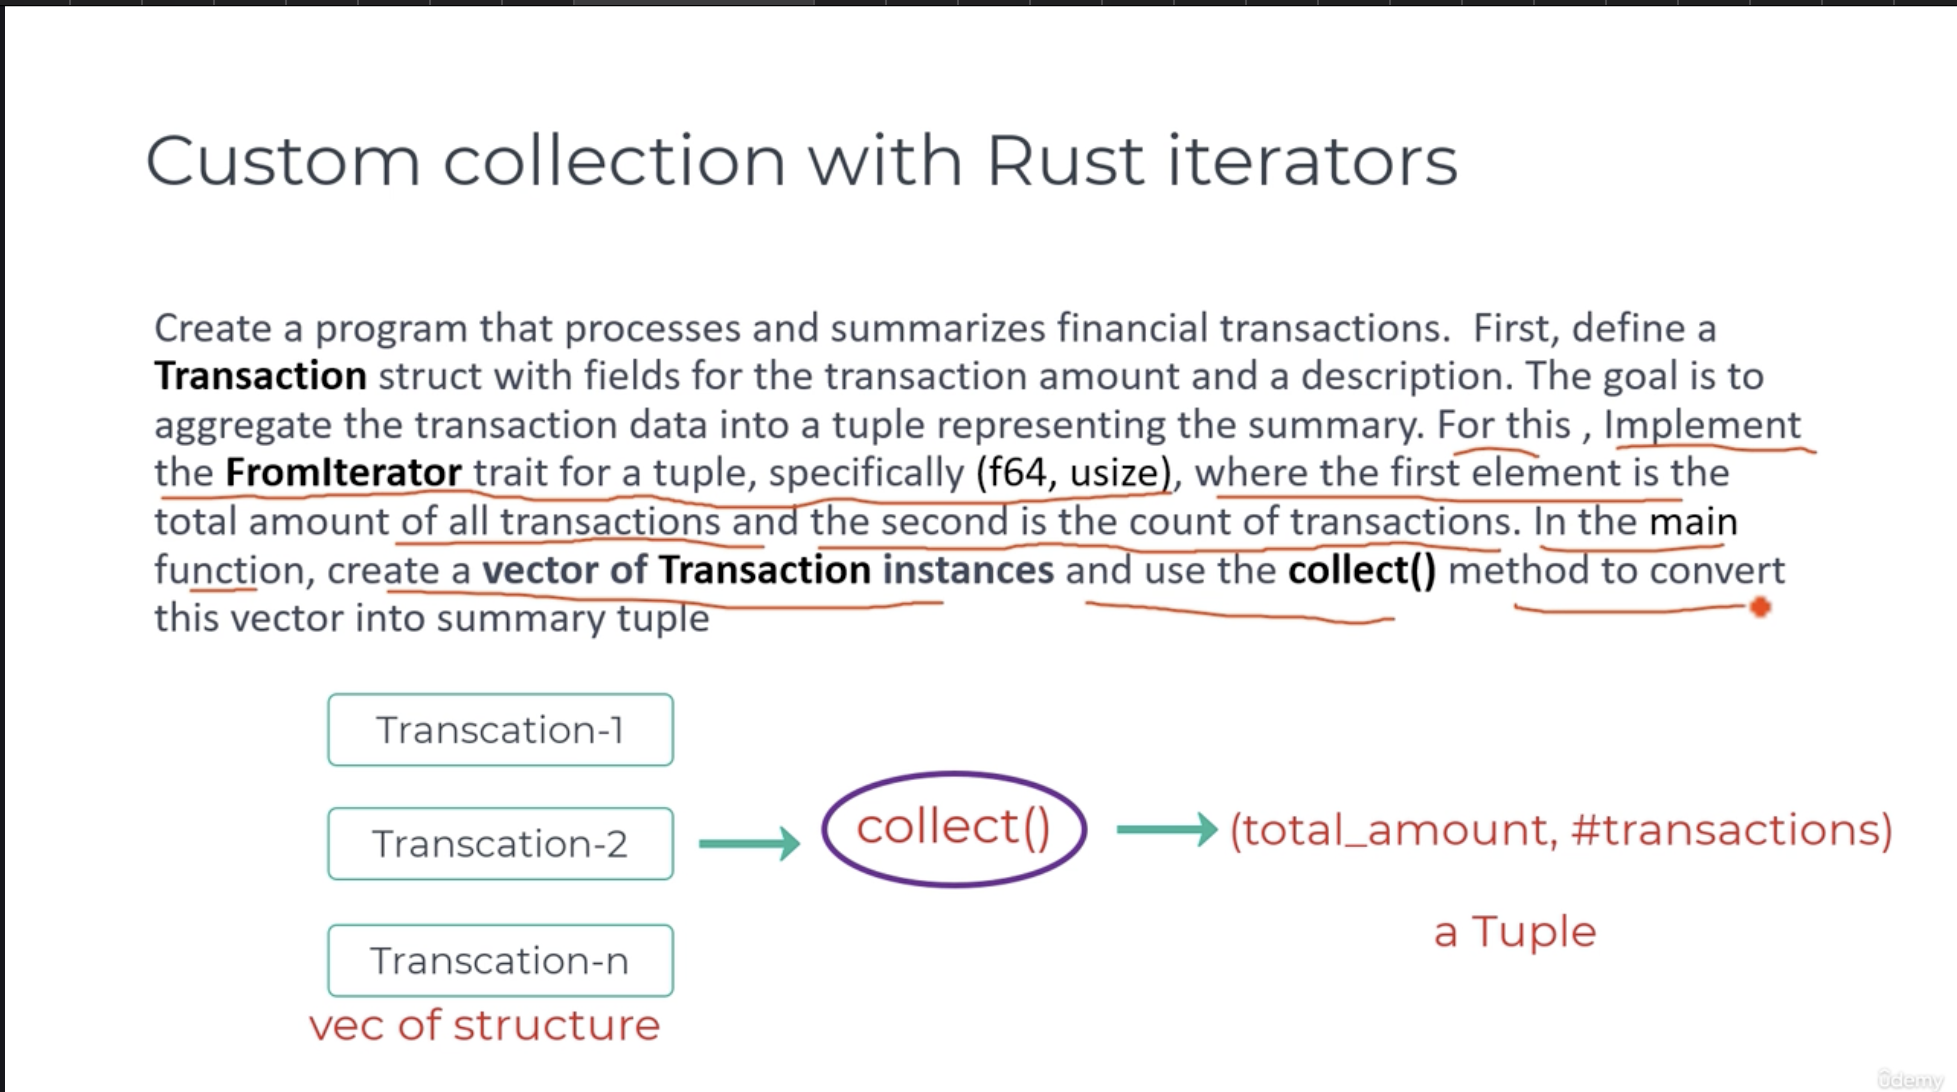 Custom collection with Rust iterators
Create a program that processes and summarizes financial transactions.  First, define a
Transaction struct with fields for the transaction amount and a description. The goal is to
aggregate the transaction data into a tuple representing the summary. For this , Implement
the FromIterator trait for a tuple, specifically (f64, usize), where the first element is the
total amount of all transactions and the second is the count of transactions. In the main
function, create a vector of Transaction instances and use the collect() method to convert
this vector into summary tuple
Transcation-1
Transcation-2
Transcation-n
vec of structure
collect()
(total_amount, #transactions)
a Tuple
ûdemy